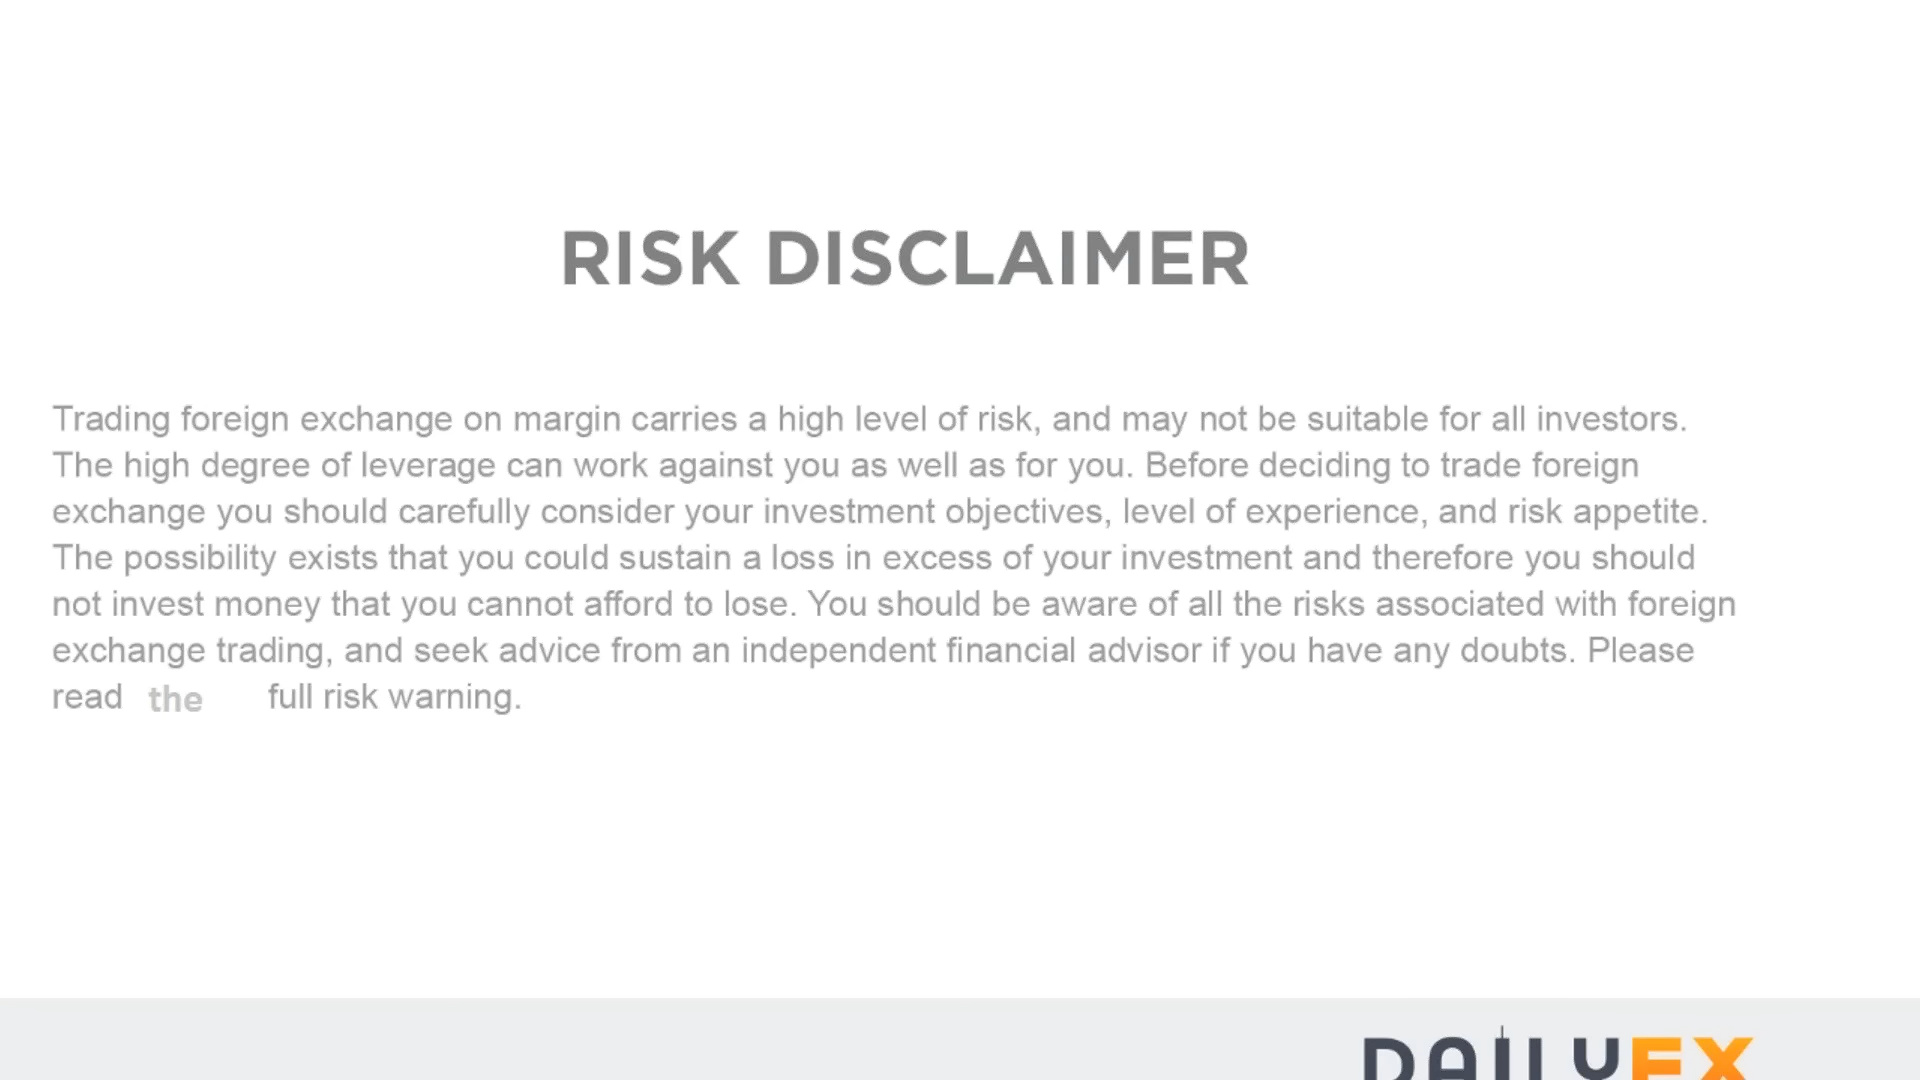 RISK DISCLAIMER
Trading foreign exchange on margin carries a high level of risk, and may not be suitable for all investors.
The high degree of leverage can work against you as well as for you. Before deciding to trade foreign
exchange you should carefully consider your investment objectives, level of experience, and risk appetite.
The possibility exists that you could sustain a loss in excess of your investment and therefore you should
not invest money that you cannot afford to lose. You should be aware of all the risks associated with foreign
exchange trading, and seek advice from an independent financial advisor if you have any doubts. Please
read the full risk warning.
DAILYFX